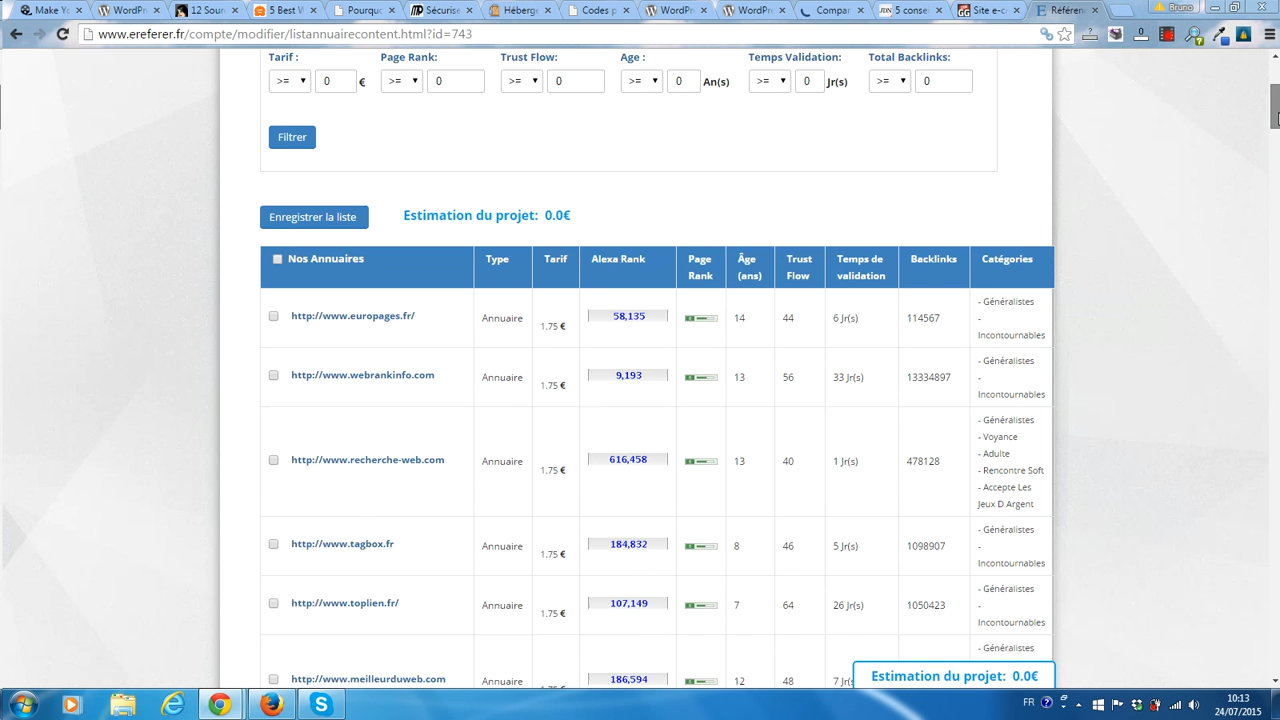 Make Yo
WordPr
12 Soun
5 Best W
Pourquo
Sécurise
Héberge
Codes p
WordPr
WordPr
Compar
5 consei
Site e-cc
Référen
Bruno
www.ereferer.fr/compte/modifier/listannuairecontent.html?id=743
Tarif : Page Rank: Trust Flow: Age : Temps Validation: Total Backlinks:
>= 0 € >= 0 >= 0 >= 0 An(s) >= 0 Jr(s) >= 0
Filtrer
Enregistrer la liste Estimation du projet: 0.0€
Nos Annuaires Type Tarif Alexa Rank Page Rank Âge (ans) Trust Flow Temps de validation Backlinks Catégories
http://www.europages.fr/ Annuaire 1.75 € 58,135 14 44 6 Jr(s) 114567
- Généralistes
-
Incontournables
http://www.webrankinfo.com Annuaire 1.75 € 9,193 13 56 33 Jr(s) 13334897
- Généralistes
-
Incontournables
http://www.recherche-web.com Annuaire 1.75 € 616,458 13 40 1 Jr(s) 478128
- Généralistes
- Voyance
- Adulte
- Rencontre Soft
- Accepte Les
Jeux D Argent
http://www.tagbox.fr Annuaire 1.75 € 184,832 8 46 5 Jr(s) 1098907
- Généralistes
-
Incontournables
http://www.toplien.fr/ Annuaire 1.75 € 107,149 7 64 26 Jr(s) 1050423
- Généralistes
-
Incontournables
- Généralistes
http://www.meilleurduweb.com Annuaire 186,594 12 48 7 Jr(s)
Estimation du projet: 0.0€
FR
10:13
24/07/2015